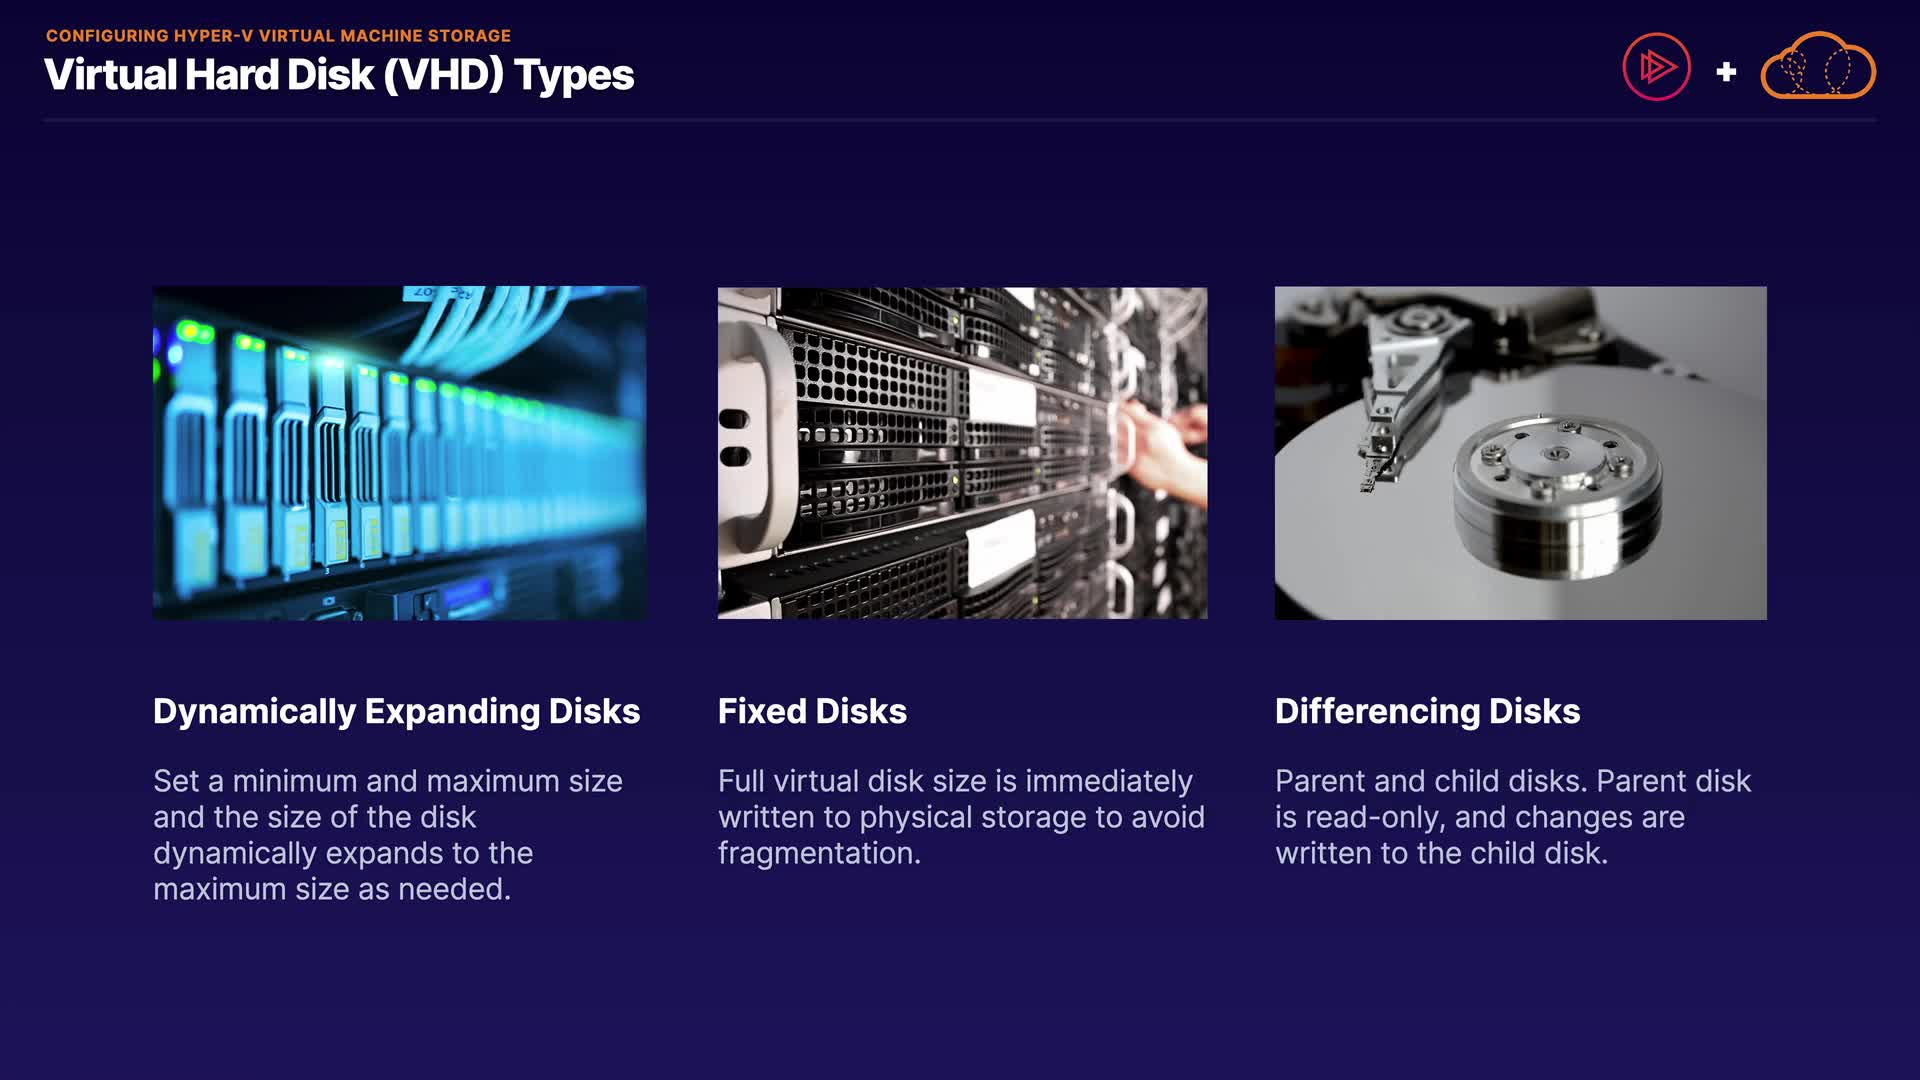 CONFIGURING HYPER-V VIRTUAL MACHINE STORAGE
Virtual Hard Disk (VHD) Types
Dynamically Expanding Disks
Set a minimum and maximum size
and the size of the disk
dynamically expands to the
maximum size as needed.
Fixed Disks
Full virtual disk size is immediately
written to physical storage to avoid
fragmentation.
Differencing Disks
Parent and child disks. Parent disk
is read-only, and changes are
written to the child disk.